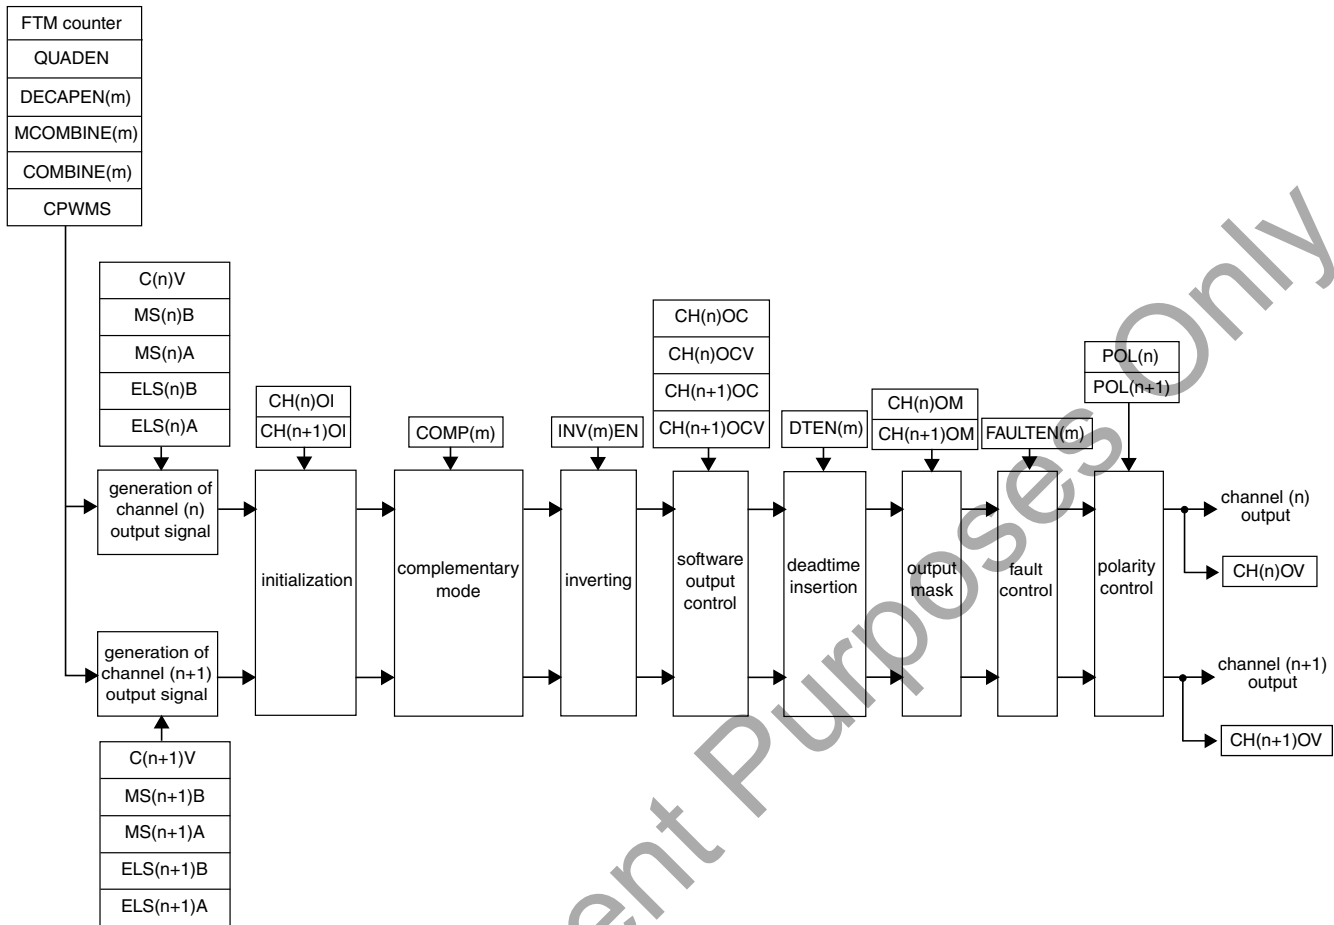 FTM counter
QUADEN
DECAPEN(m)
MCOMBINE(m)
COMBINE(m)
CPWMS
C(n)V
MS(n)B
MS(n)A
ELS(n)B
ELS(n)A
CH(n)OI
CH(n+1)OI
COMP(m)
INV(m)EN
CH(n)OC
CH(n)OCV
CH(n+1)OC
CH(n+1)OCV
DTEN(m)
CH(n)OM
CH(n+1)OM
FAULTEN(m)
POL(n)
POL(n+1)
generation of
channel (n)
output signal
initialization
complementary
mode
inverting
software
output
control
deadtime
insertion
output
mask
fault
control
polarity
control
channel (n)
output
CH(n)OV
generation of
channel (n+1)
output signal
channel (n+1)
output
CH(n+1)OV
C(n+1)V
MS(n+1)B
MS(n+1)A
ELS(n+1)B
ELS(n+1)A
ent Purposes Only